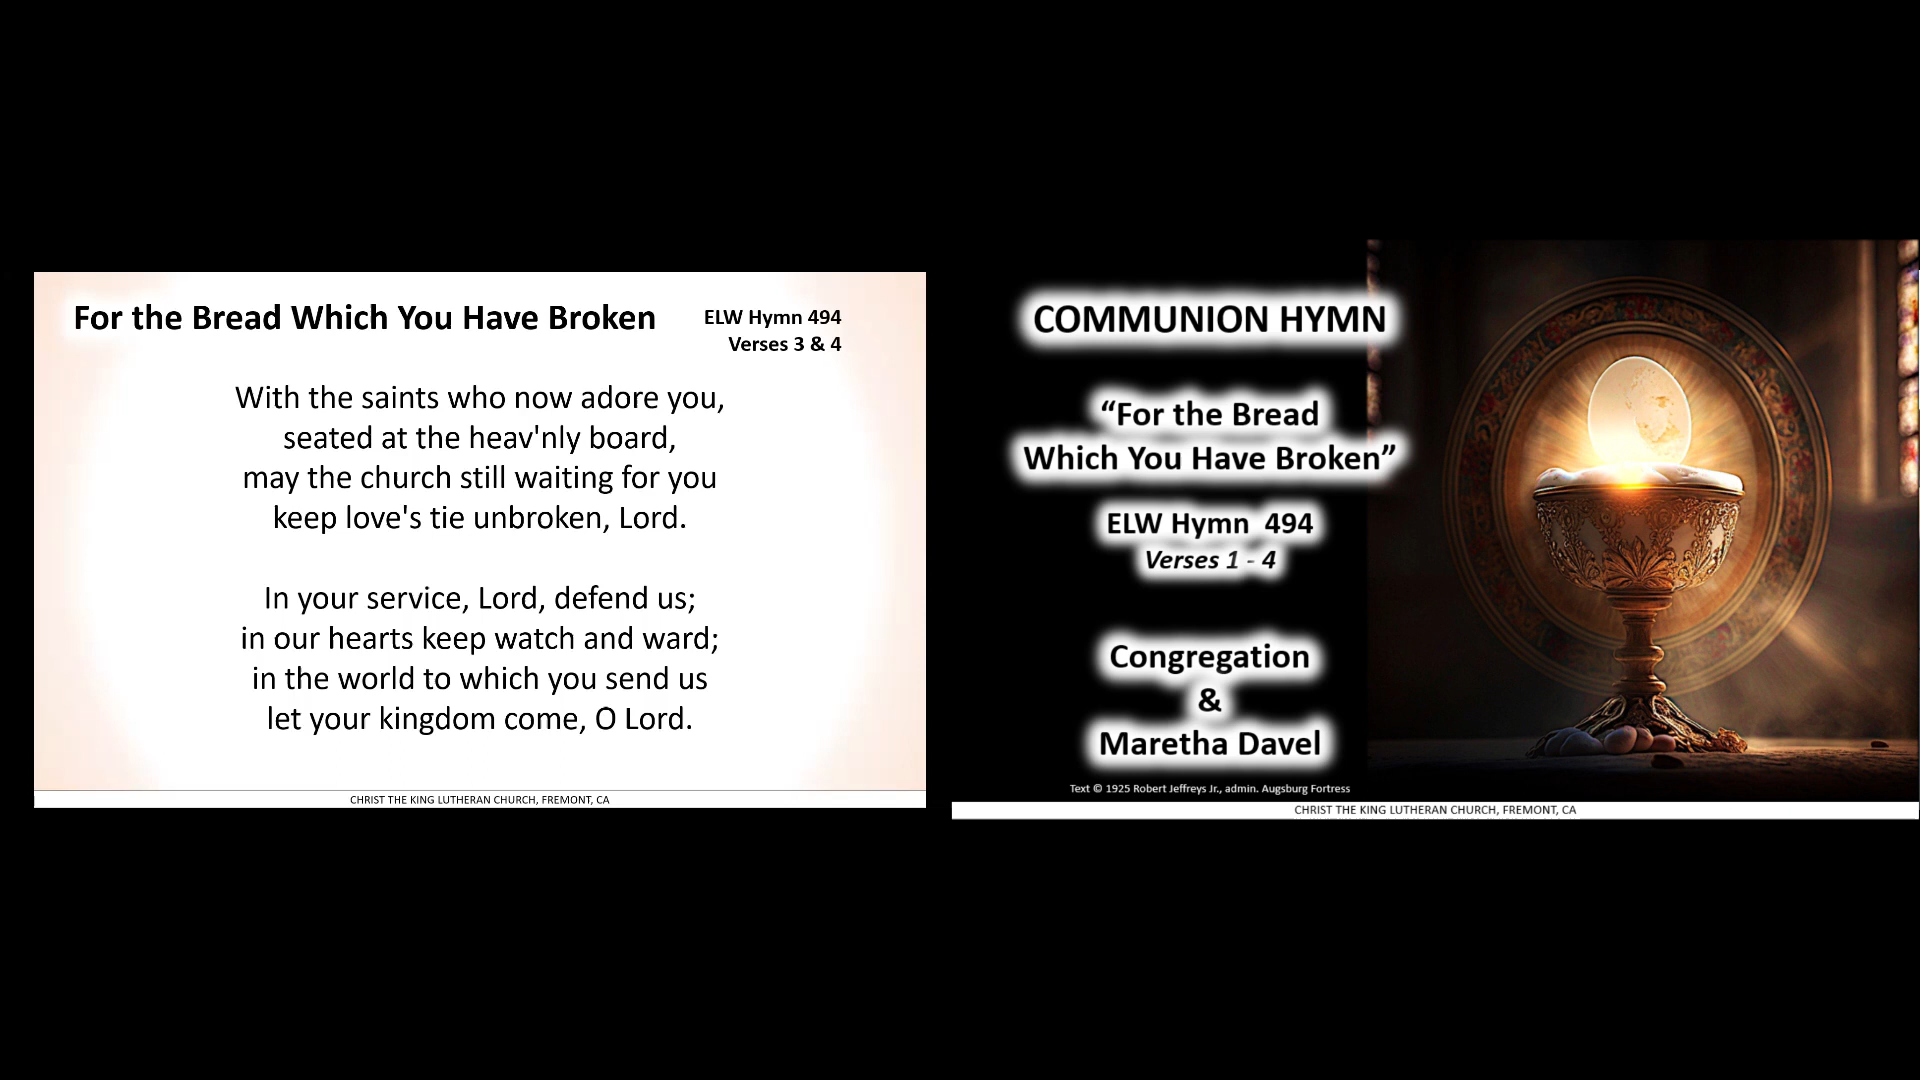 For the Bread Which You Have Broken
ELW Hymn 494
Verses 3 & 4
With the saints who now adore you,
seated at the heav'nly board,
may the church still waiting for you
keep love's tie unbroken, Lord.
In your service, Lord, defend us;
in our hearts keep watch and ward;
in the world to which you send us
let your kingdom come, O Lord.
CHRIST THE KING LUTHERAN CHURCH, FREMONT, CA
COMMUNION HYMN
“For the Bread
Which You Have Broken”
ELW Hymn 494
Verses 1 - 4
Congregation
&
Maretha Davel
Text © 1925 Robert Jeffreys Jr., admin. Augsburg Fortress
CHRIST THE KING LUTHERAN CHURCH, FREMONT, CA